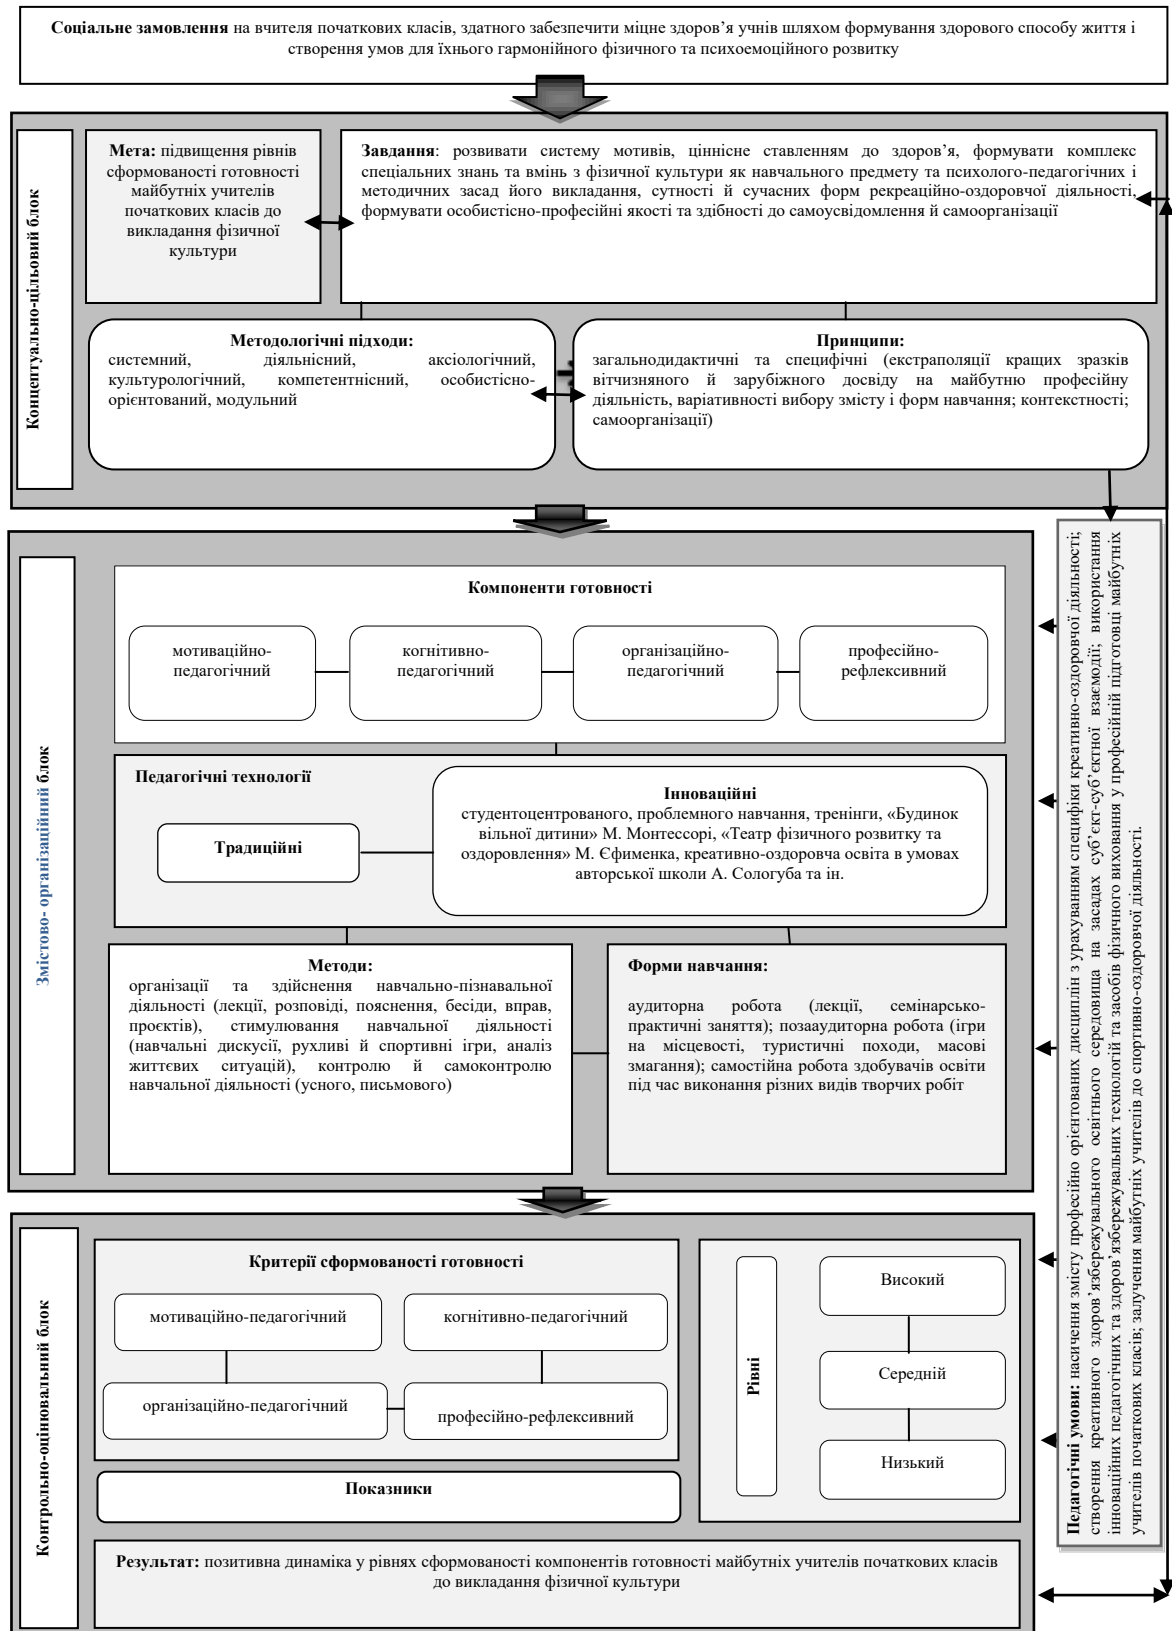 Соціальне замовлення на вчителя початкових класів, здатного забезпечити міцне здоров’я учнів шляхом формування здорового способу життя і
створення умов для їхнього гармонійного фізичного та психоемоційного розвитку
Концептуально-цільовий блок
Мета: підвищення рівнів
сформованості готовності
майбутніх учителів
початкових класів до
викладання фізичної
культури
Завдання: розвивати систему мотивів, ціннісне ставленням до здоров’я, формувати комплекс
спеціальних знань та вмінь з фізичної культури як навчального предмету та психолого-педагогічних і
методичних засад його викладання, сутності й сучасних форм рекреаційно-оздоровчої діяльності,
формувати особистісно-професійні якості та здібності до самоусвідомлення й самоорганізації
Методологічні підходи:
системний, діяльнісний, аксіологічний,
культурологічний, компетентнісний, особистісно-
орієнтований, модульний
Принципи:
загальнодидактичні та специфічні (екстраполяції кращих зразків
вітчизняного й зарубіжного досвіду на майбутню професійну
діяльність, варіативності вибору змісту і форм навчання; контекстності;
самоорганізації)
Змістово- організаційний блок
Компоненти готовності
мотиваційно-
педагогічний
когнітивно-
педагогічний
організаційно-
педагогічний
професійно-
рефлексивний
Педагогічні технології
Традиційні
Інноваційні
студентоцентрованого, проблемного навчання, тренінги, «Будинок
вільної дитини» М. Монтессорі, «Театр фізичного розвитку та
оздоровлення» М. Єфименка, креативно-оздоровча освіта в умовах
авторської школи А. Сологуба та ін.
Методи:
організації та здійснення навчально-пізнавальної
діяльності (лекції, розповіді, пояснення, бесіди, вправ,
проєктів), стимулювання навчальної діяльності
(навчальні дискусії, рухливі й спортивні ігри, аналіз
життєвих ситуацій), контролю й самоконтролю
навчальної діяльності (усного, письмового)
Форми навчання:
аудиторна робота (лекції, семінарсько-
практичні заняття); позааудиторна робота (ігри
на місцевості, туристичні походи, масові
змагання); самостійна робота здобувачів освіти
під час виконання різних видів творчих робіт
Педагогічні умови: насичення змісту професійно орієнтованих дисциплін з урахуванням специфіки креативно-оздоровчої діяльності;
створення креативного здоров’язбережувального освітнього середовища на засадах суб’єкт-суб’єктної взаємодії; використання
інноваційних педагогічних та здоров’язбережувальних технологій та засобів фізичного виховання у професійній підготовці майбутніх
учителів початкових класів; залучення майбутніх учителів до спортивно-оздоровчої діяльності.
Контрольно-оцінювальний блок
Критерії сформованості готовності
мотиваційно-педагогічний
когнітивно-педагогічний
організаційно-педагогічний
професійно-рефлексивний
Показники
Рівні
Високий
Середній
Низький
Результат: позитивна динаміка у рівнях сформованості компонентів готовності майбутніх учителів початкових класів
до викладання фізичної культури